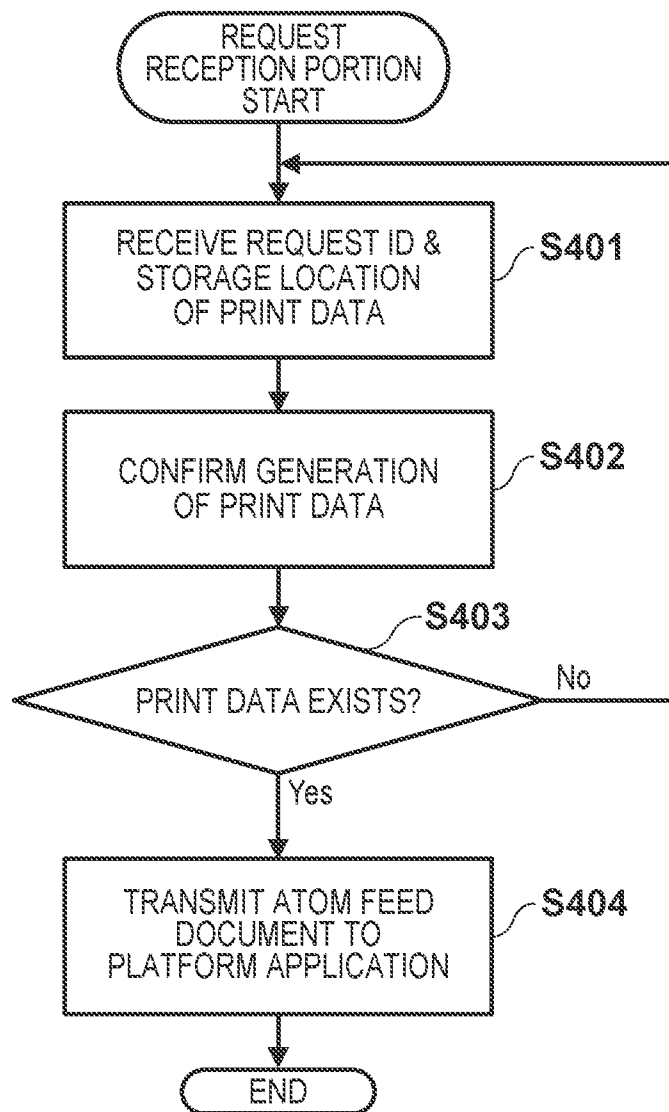 REQUEST
RECEPTION PORTION
START
RECEIVE REQUEST ID &
STORAGE LOCATION
OF PRINT DATA
S401
CONFIRM GENERATION
OF PRINT DATA
S402
S403
PRINT DATA EXISTS?
No
Yes
TRANSMIT ATOM FEED
DOCUMENT TO
PLATFORM APPLICATION
S404
END